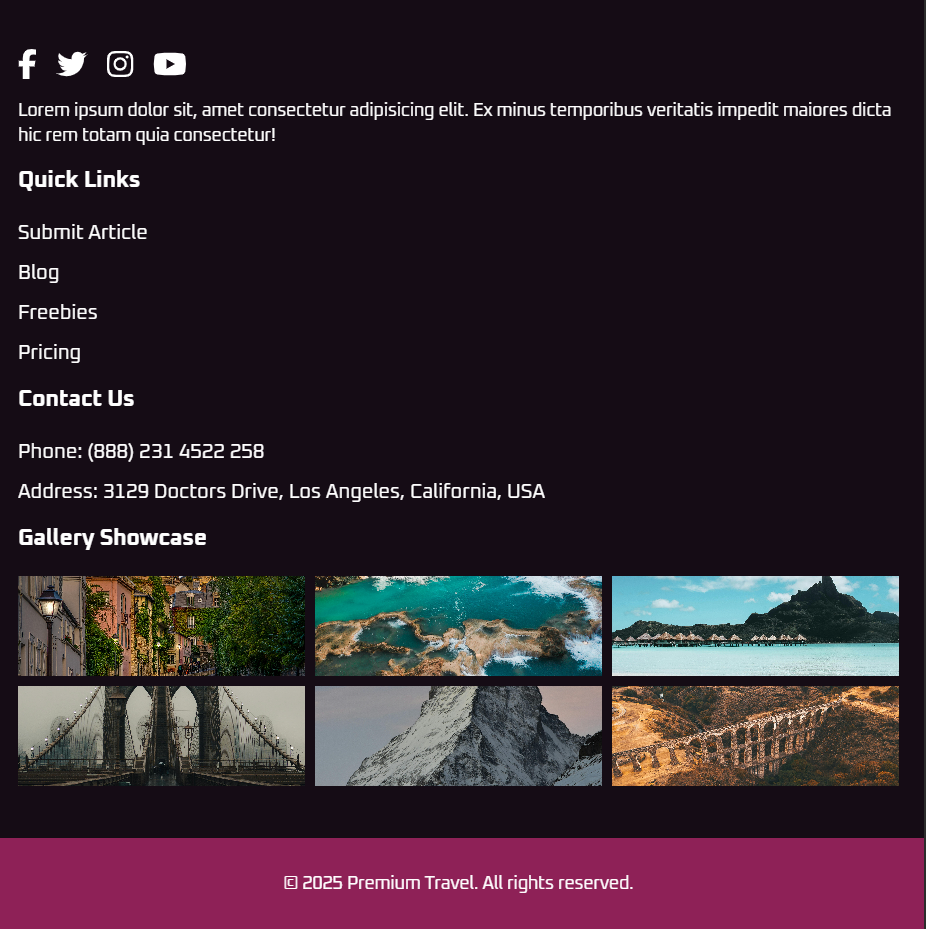 Lorem ipsum dolor sit, amet consectetur adipisicing elit. Ex minus temporibus veritatis impedit maiores dicta
hic rem totam quia consectetur!
Quick Links
Submit Article
Blog
Freebies
Pricing
Contact Us
Phone: (888) 231 4522 258
Address: 3129 Doctors Drive, Los Angeles, California, USA
Gallery Showcase
© 2025 Premium Travel. All rights reserved.